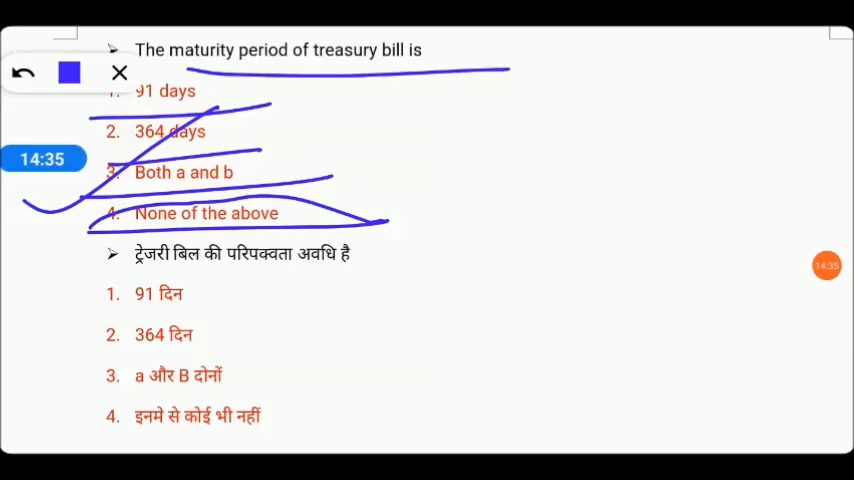 ➢ The maturity period of treasury bill is
1. 91 days
2. 364 days
14:35
3. Both a and b
4. None of the above
➢ ट्रेजरी बिल की परिपक्वता अवधि है
14:35
1. 91 दिन
2. 364 दिन
3. a और B दोनों
4. इनमे से कोई भी नहीं